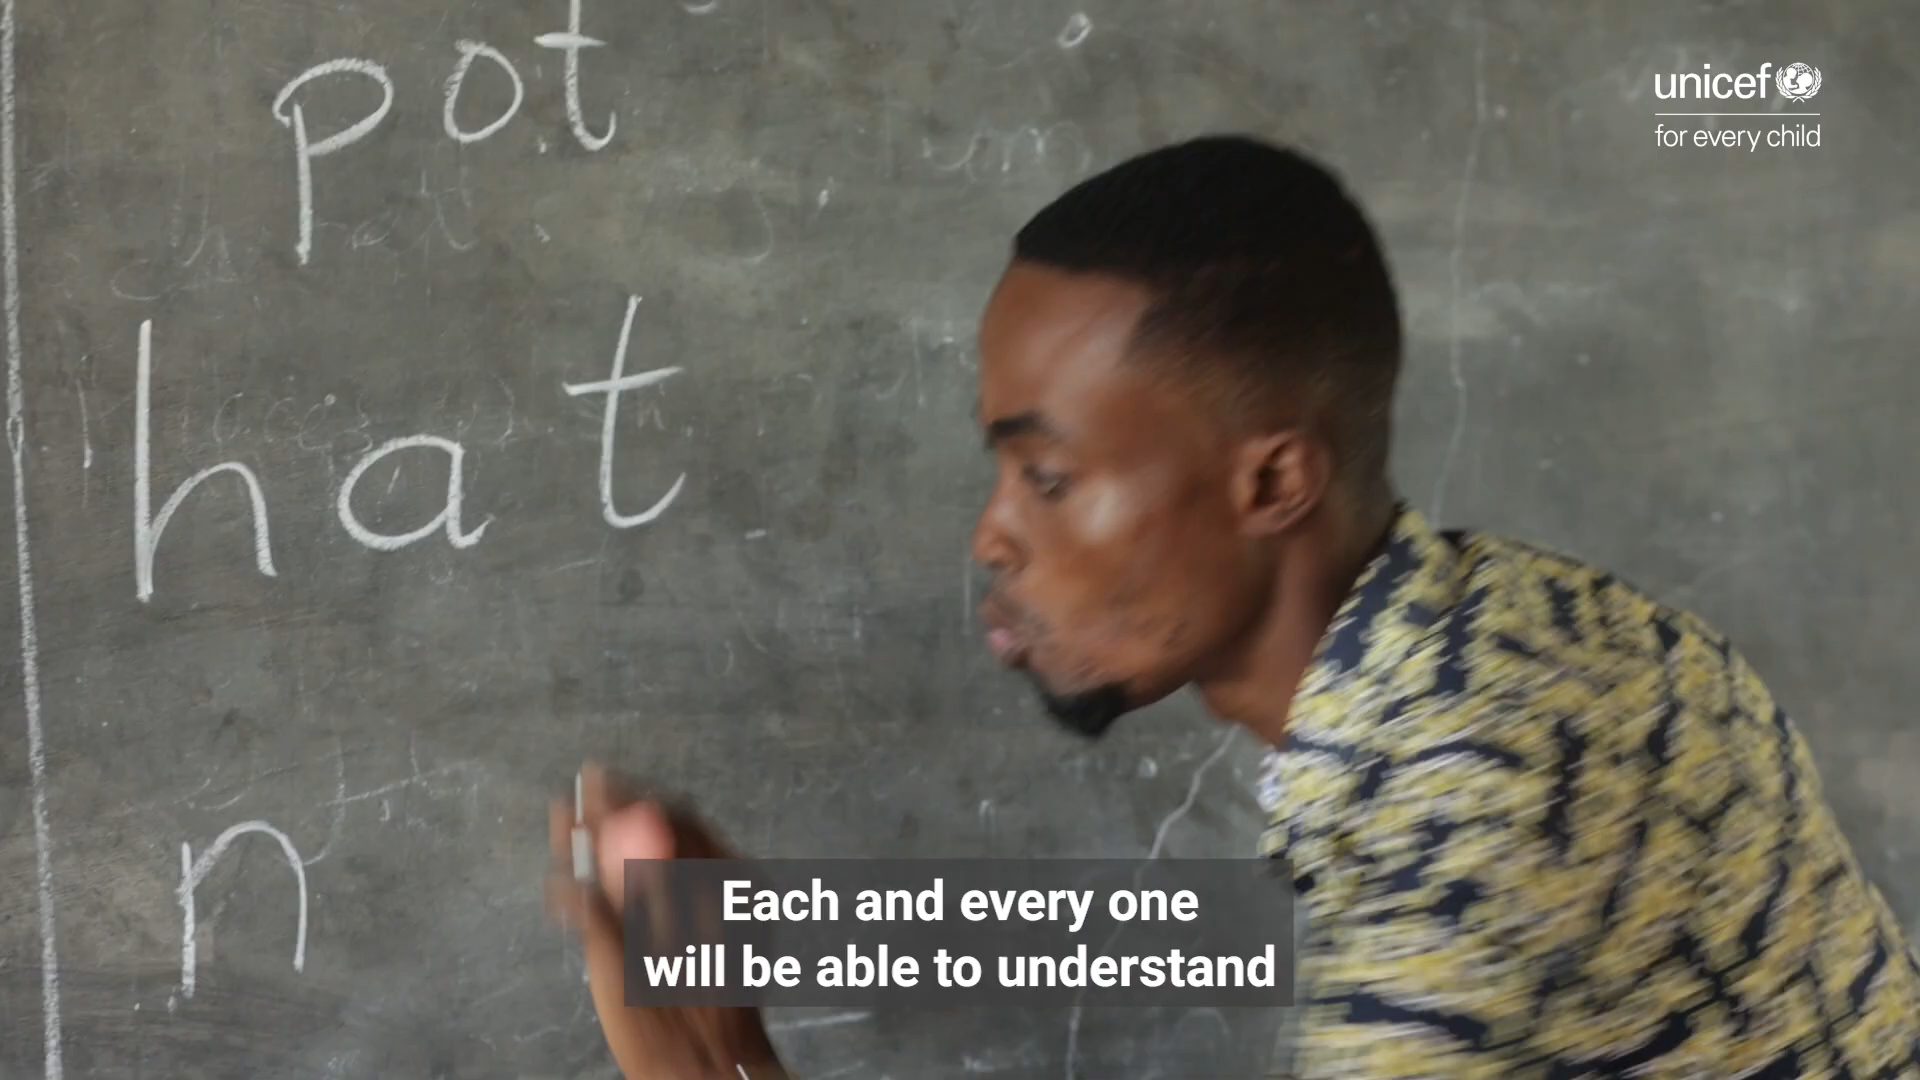 pot
unicef
for every child
hat
n
Each and every one
will be able to understand